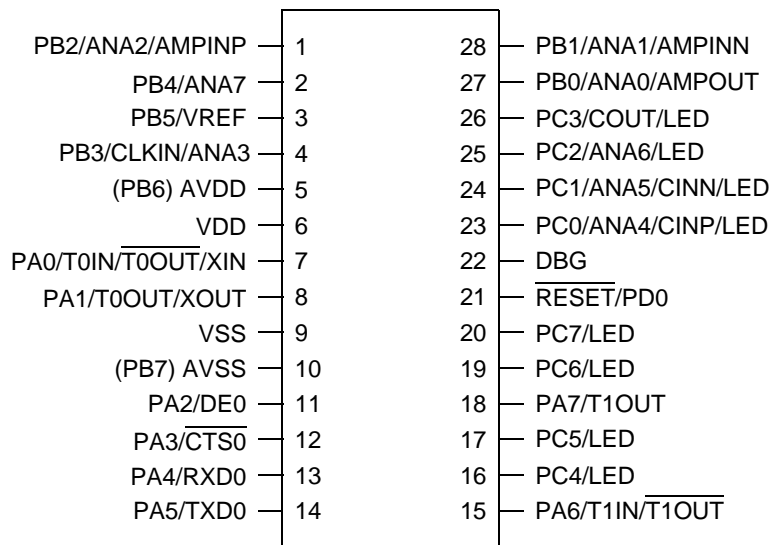 PB2/ANA2/AMPINP 1 28 PB1/ANA1/AMPINN
PB4/ANA7 2 27 PB0/ANA0/AMPOUT
PB5/VREF 3 26 PC3/COUT/LED
PB3/CLKIN/ANA3 4 25 PC2/ANA6/LED
(PB6) AVDD 5 24 PC1/ANA5/CINN/LED
VDD 6 23 PC0/ANA4/CINP/LED
PA0/T0IN/T̅0̅O̅U̅T̅/XIN 7 22 DBG
PA1/T0OUT/XOUT 8 21 R̅E̅S̅E̅T̅/PD0
VSS 9 20 PC7/LED
(PB7) AVSS 10 19 PC6/LED
PA2/DE0 11 18 PA7/T1OUT
PA3/C̅T̅S̅0̅ 12 17 PC5/LED
PA4/RXD0 13 16 PC4/LED
PA5/TXD0 14 15 PA6/T1IN/T̅1̅O̅U̅T̅